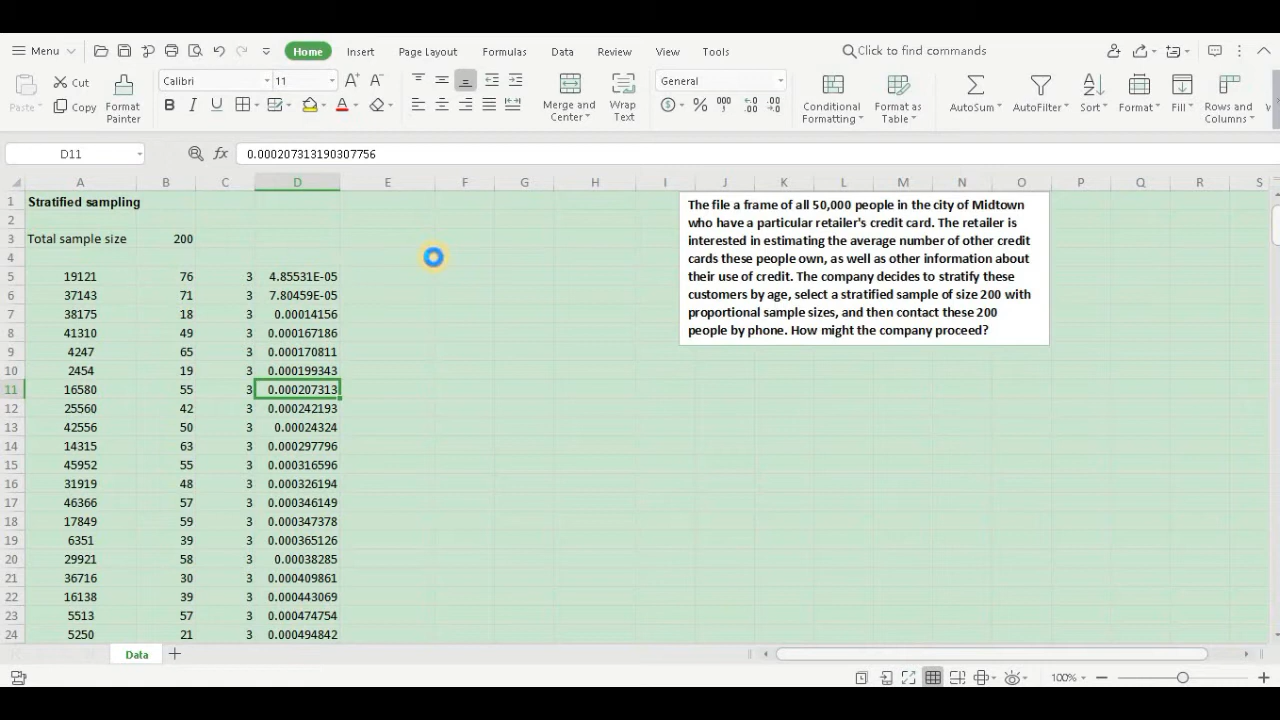 Menu
Home
Insert
Page Layout
Formulas
Data
Review
View
Tools
Click to find commands
Paste
Cut
Copy
Format
Painter
Calibri
11
A+
A-
B
I
U
A
Merge and
Center
Wrap
Text
General
%
000
.00
.00
Conditional
Formatting
Format as
Table
AutoSum
AutoFilter
Sort
Format
Fill
Rows and
Columns
D11
fx
0.000207313190307756
A B C D E F G H I J K L M N O P Q R S
1 Stratified sampling
2
3 Total sample size 200
4
5 19121 76 3 4.85531E-05
6 37143 71 3 7.80459E-05
7 38175 18 3 0.00014156
8 41310 49 3 0.000167186
9 4247 65 3 0.000170811
10 2454 19 3 0.000199343
11 16580 55 3 0.000207313
12 25560 42 3 0.000242193
13 42556 50 3 0.00024324
14 14315 63 3 0.000297796
15 45952 55 3 0.000316596
16 31919 48 3 0.000326194
17 46366 57 3 0.000346149
18 17849 59 3 0.000347378
19 6351 39 3 0.000365126
20 29921 58 3 0.00038285
21 36716 30 3 0.000409861
22 16138 39 3 0.000443069
23 5513 57 3 0.000474754
24 5250 21 3 0.000494842
The file a frame of all 50,000 people in the city of Midtown
who have a particular retailer's credit card. The retailer is
interested in estimating the average number of other credit
cards these people own, as well as other information about
their use of credit. The company decides to stratify these
customers by age, select a stratified sample of size 200 with
proportional sample sizes, and then contact these 200
people by phone. How might the company proceed?
Data
100%